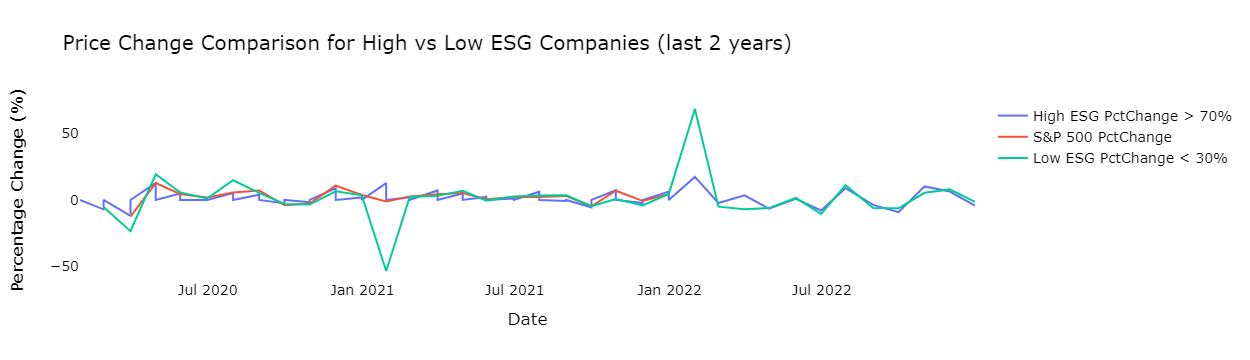 Price Change Comparison for High vs Low ESG Companies (last 2 years)
Percentage Change (%)
50
0
−50
Jul 2020
Jan 2021
Jul 2021
Jan 2022
Jul 2022
Date
High ESG PctChange > 70%
S&P 500 PctChange
Low ESG PctChange < 30%